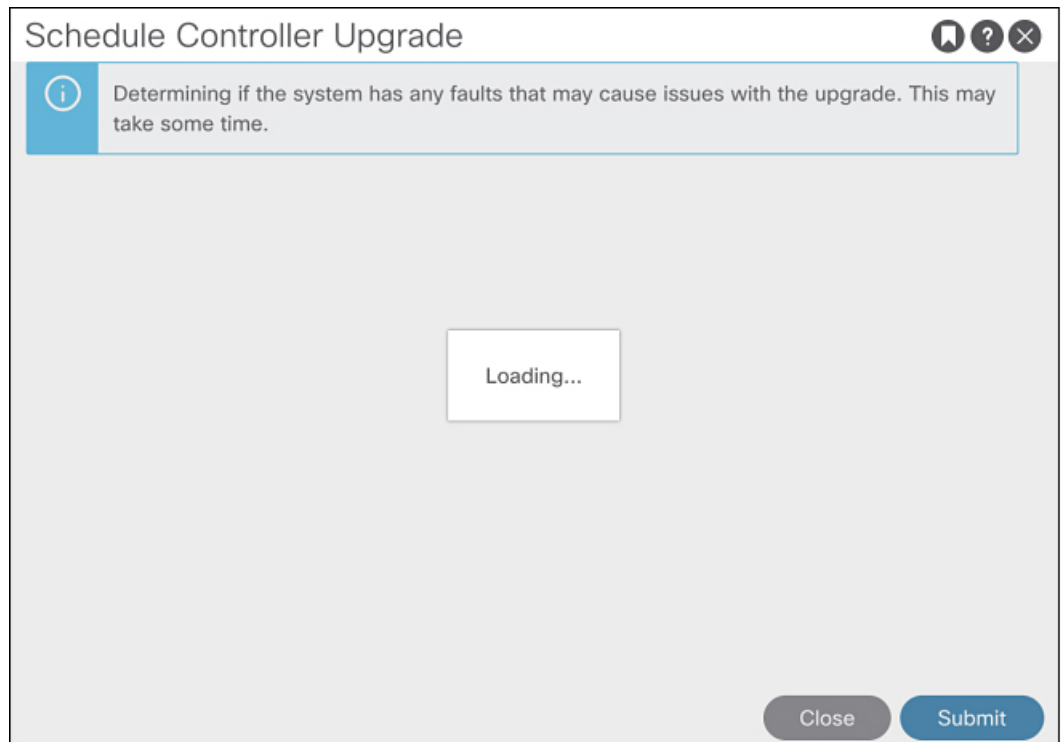 Schedule Controller Upgrade
?
i
Determining if the system has any faults that may cause issues with the upgrade. This may
take some time.
Loading...
Close
Submit